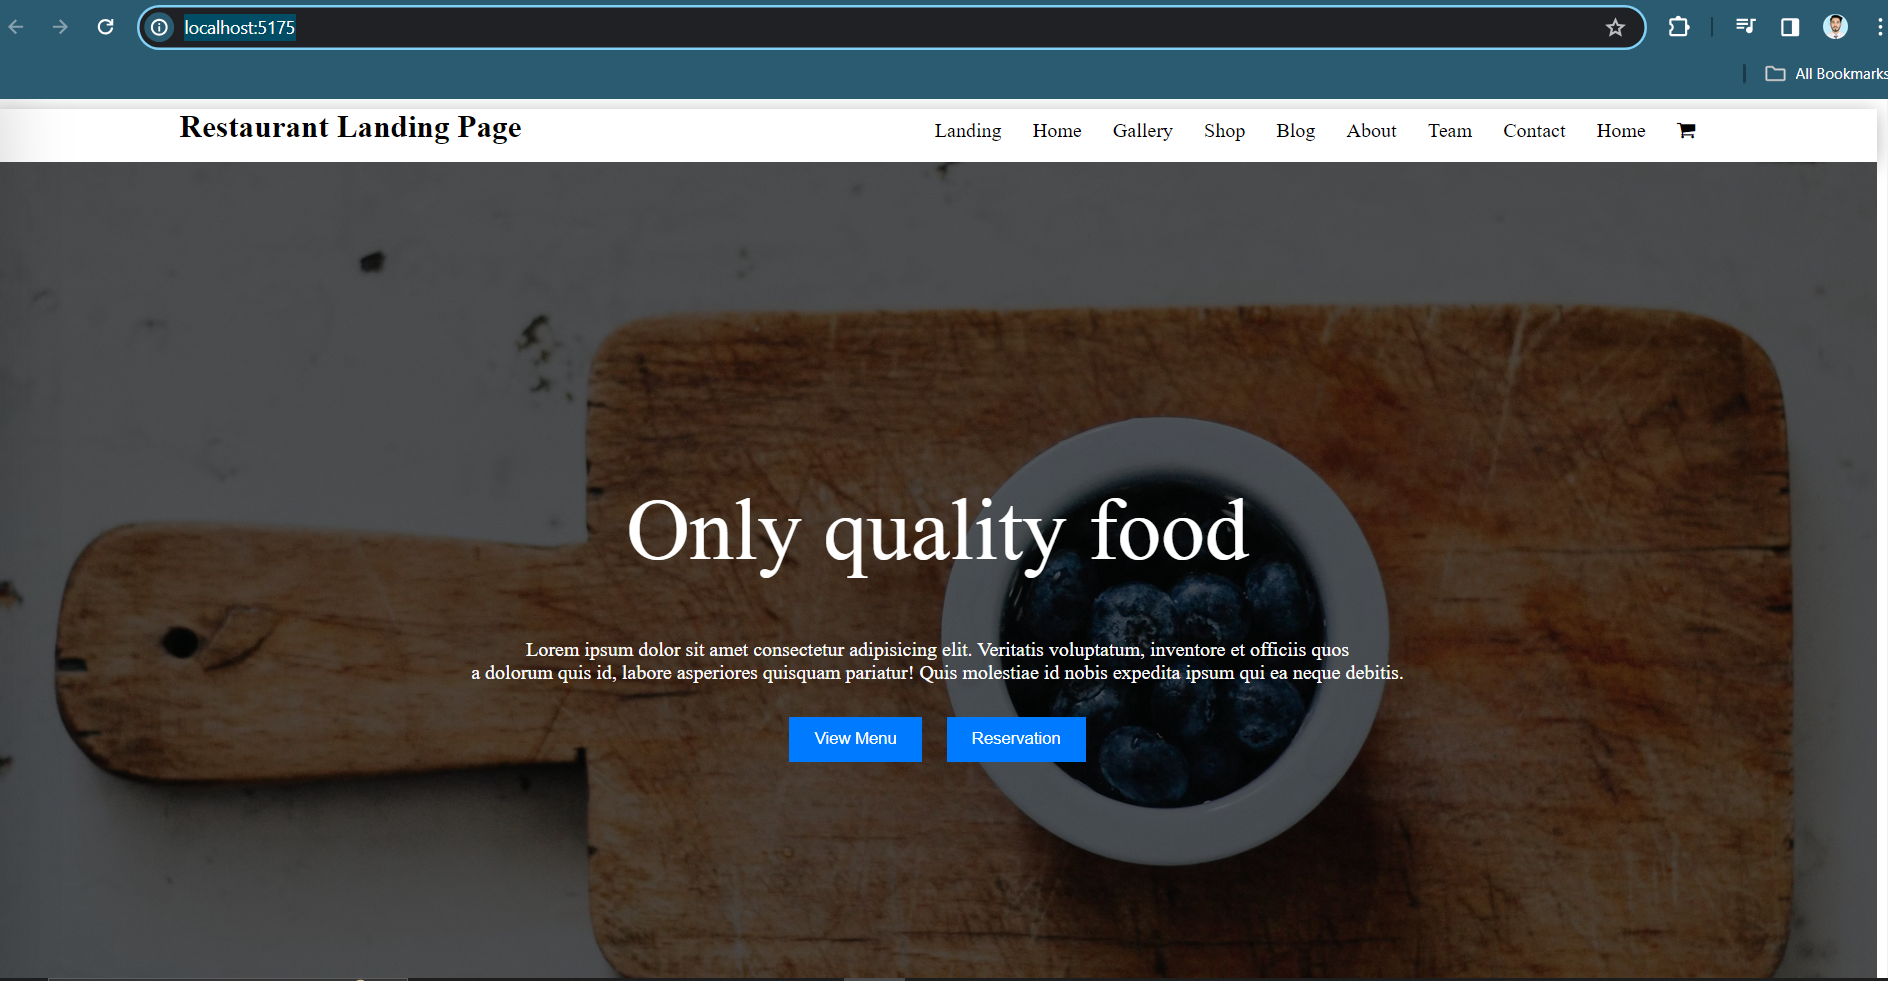 localhost:5175
All Bookmarks
Restaurant Landing Page
Landing Home Gallery Shop Blog About Team Contact Home
Only quality food
Lorem ipsum dolor sit amet consectetur adipisicing elit. Veritatis voluptatum, inventore et officiis quos
a dolorum quis id, labore asperiores quisquam pariatur! Quis molestiae id nobis expedita ipsum qui ea neque debitis.
View Menu Reservation